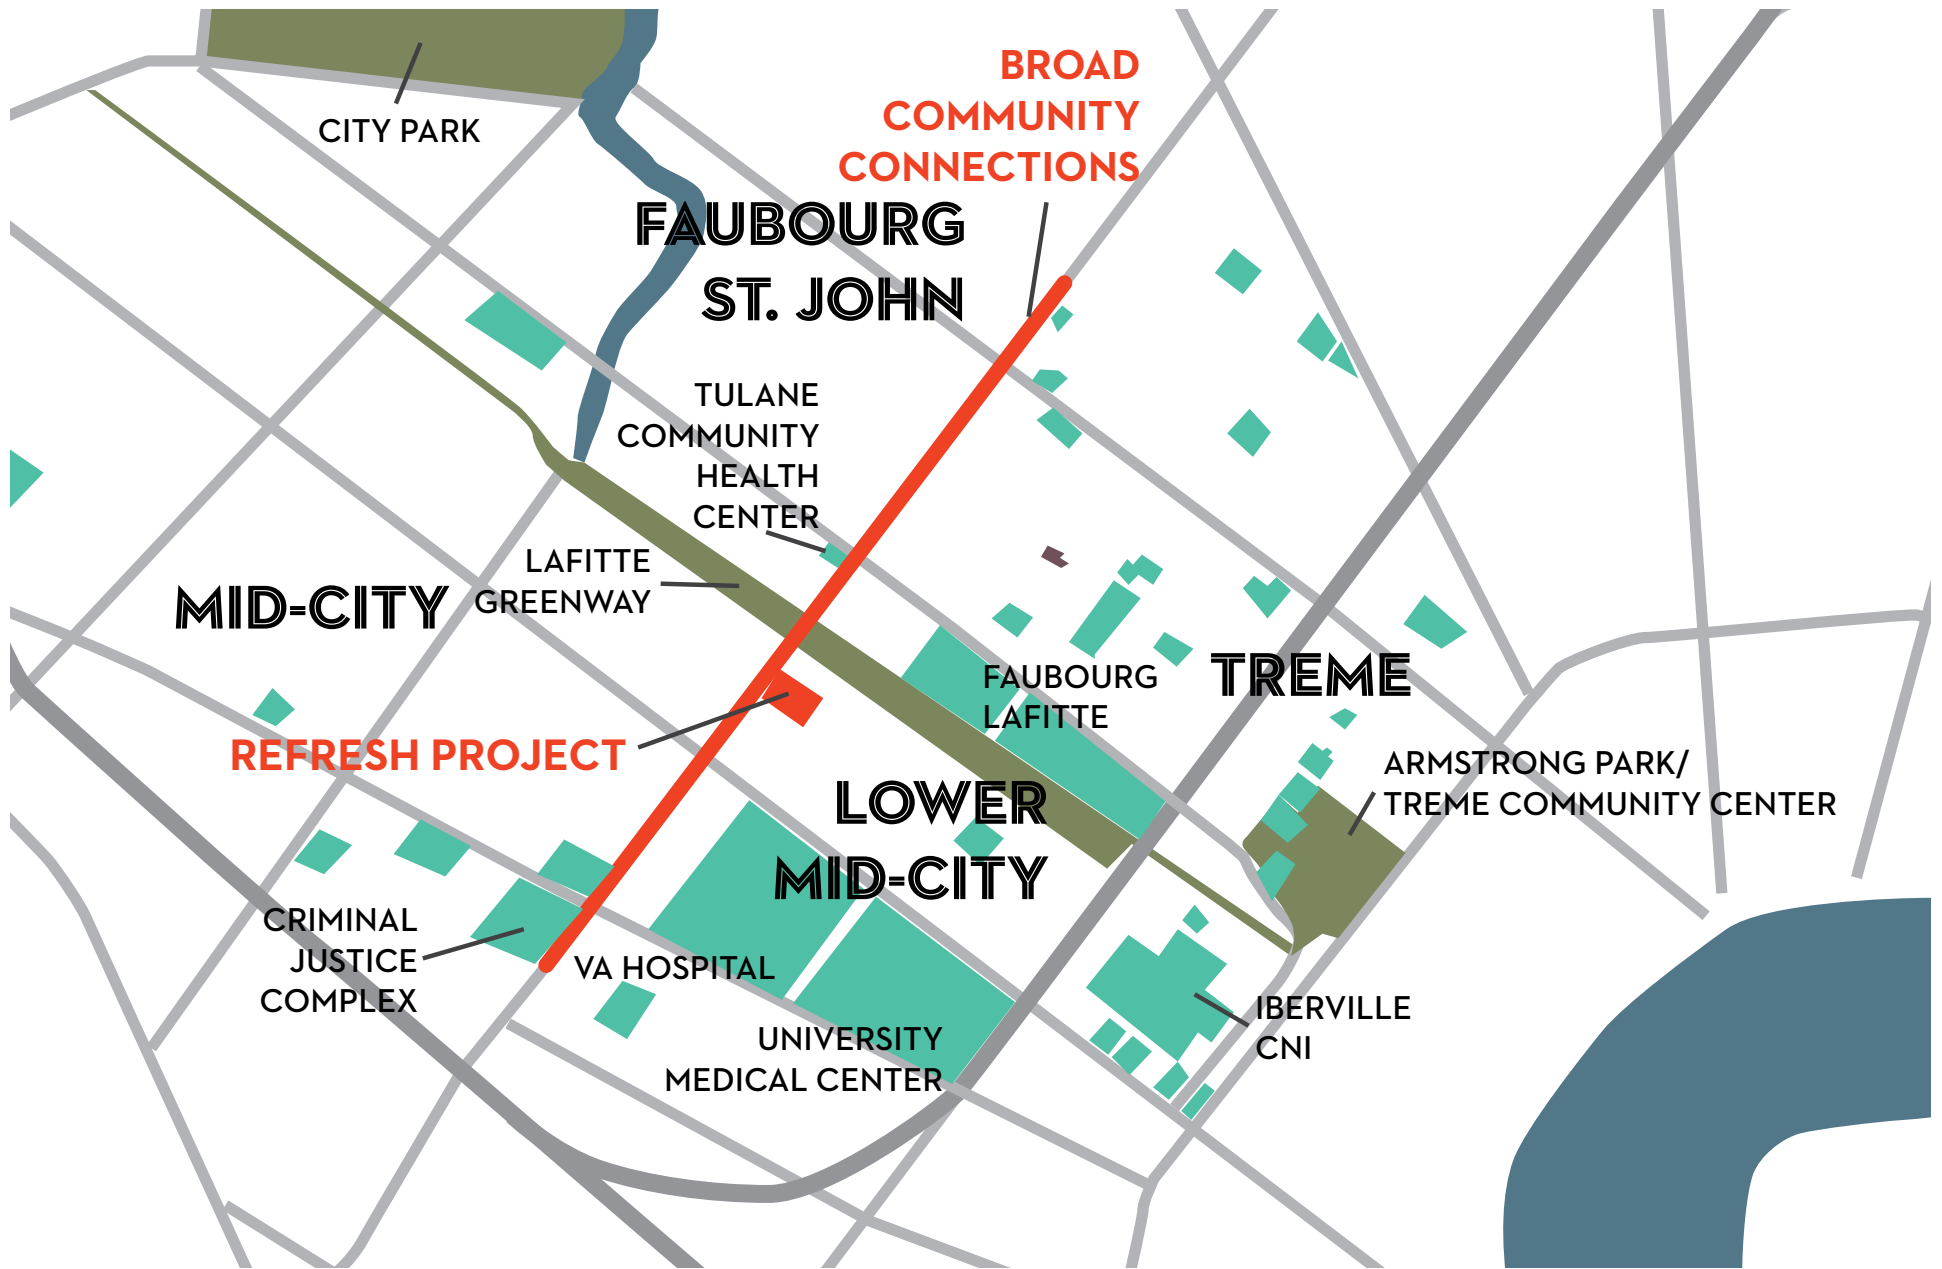 BROAD
COMMUNITY
CONNECTIONS
CITY PARK
FAUBOURG
ST. JOHN
TULANE
COMMUNITY
HEALTH
CENTER
LAFITTE
GREENWAY
MID-CITY
FAUBOURG
LAFITTE
TREME
REFRESH PROJECT
ARMSTRONG PARK/
TREME COMMUNITY CENTER
LOWER
MID-CITY
CRIMINAL
JUSTICE
COMPLEX
VA HOSPITAL
UNIVERSITY
MEDICAL CENTER
IBERVILLE
CNI